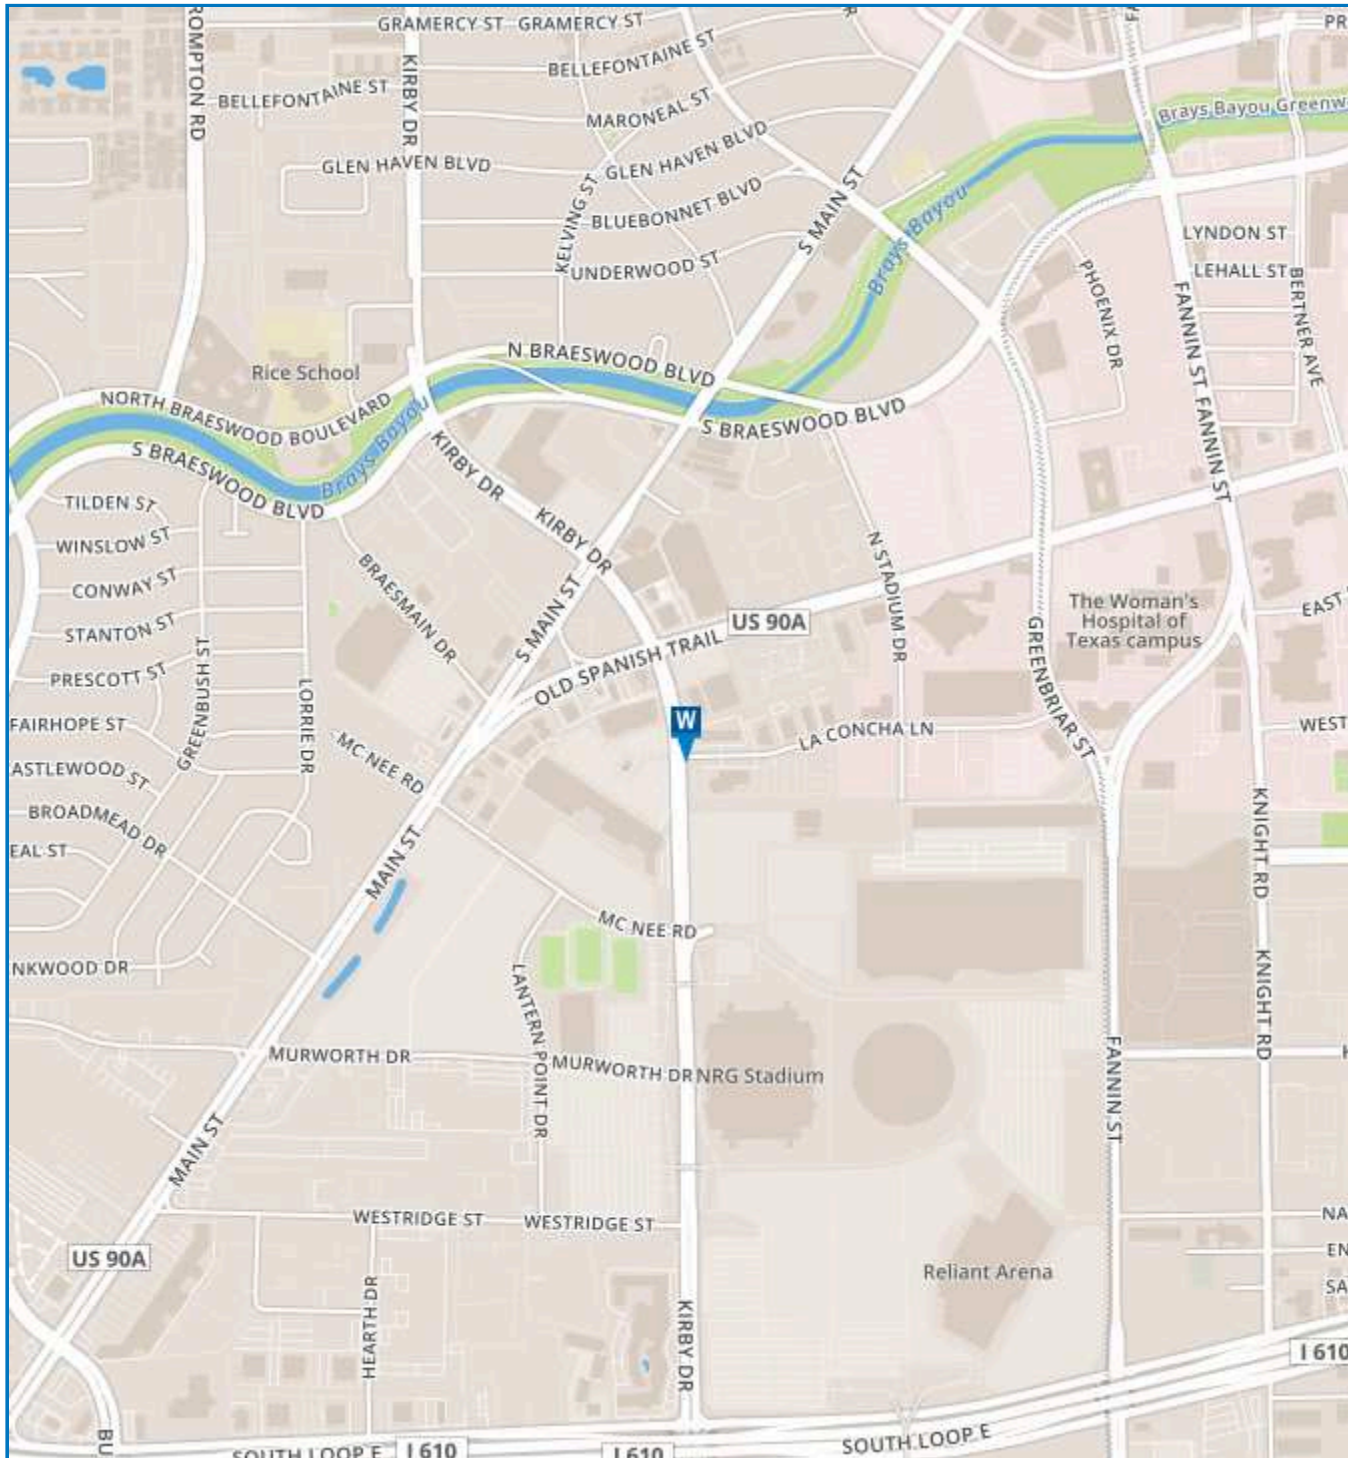 GRAMERCY ST
GRAMERCY ST
BELLEFONTAINE ST
KIRBY DR
BELLEFONTAINE ST
MARONEAL ST
Brays Bayou Greenw
GLEN HAVEN BLVD
GLEN HAVEN BLVD
KELVING ST
BLUEBONNET BLVD
S MAIN ST
Brays Bayou
LYNDON ST
UNDERWOOD ST
LEHALL ST
PHOENIX DR
FANNIN ST
BERTNER AVE
N BRAESWOOD BLVD
Rice School
FANNIN ST
NORTH BRAESWOOD BOULEVARD
S BRAESWOOD BLVD
Brays Bayou
S BRAESWOOD BLVD
KIRBY DR
TILDEN ST
KIRBY DR
WINSLOW ST
N STADIUM DR
CONWAY ST
BRAESMAIN DR
The Woman's
Hospital of
Texas campus
EAST
STANTON ST
S MAIN ST
US 90A
OLD SPANISH TRAIL
PRESCOTT ST
GREENBUSH ST
LORRIE DR
GREENBRIAR ST
FAIRHOPE ST
W
WEST
LA CONCHA LN
MC NEE RD
ASTLEWOOD ST
BROADMEAD DR
KNIGHT RD
EAL ST
MAIN ST
MC NEE RD
NKWOOD DR
LANTERN POINT DR
KNIGHT RD
MURWORTH DR
MURWORTH DR
NRG Stadium
FANNIN ST
MAIN ST
WESTRIDGE ST
WESTRIDGE ST
NA
US 90A
EN
Reliant Arena
SA
HEARTH DR
KIRBY DR
I 610
BU
SOUTH LOOP E
I 610
I 610
SOUTH LOOP E
ROMPTON RD
PR